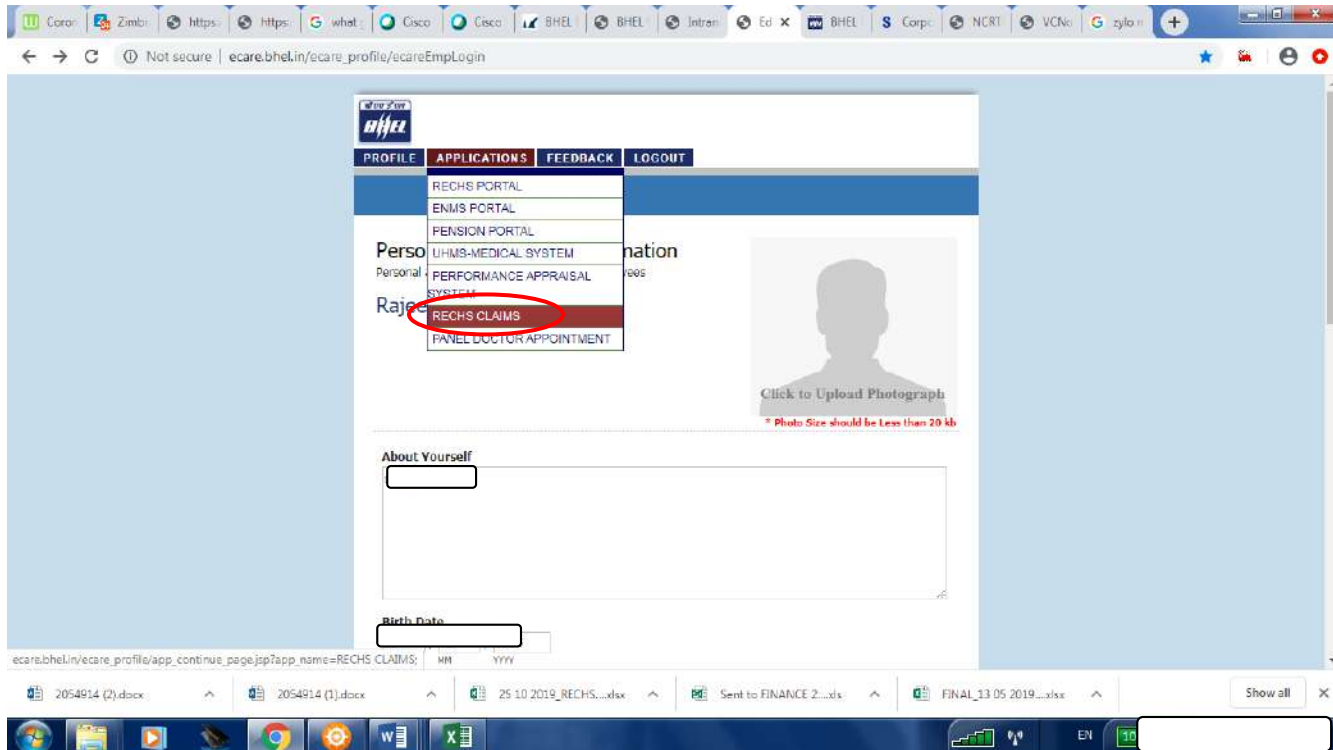 Coror Zimbr https: https: G what Cisco Cisco BHEL BHEL Intran Ed BHEL Corpo NCRT VCNo G zylo n
Not secure | ecare.bhel.in/ecare_profile/ecareEmpLogin
BHEL
PROFILE APPLICATIONS FEEDBACK LOGOUT
RECHS PORTAL
ENMS PORTAL
PENSION PORTAL
UHMS-MEDICAL SYSTEM
PERFORMANCE APPRAISAL
SYSTEM
RECHS CLAIMS
PANEL DOCTOR APPOINTMENT
Perso mation
Personal
Rajee
Click to Upload Photograph
* Photo Size should be Less than 20 kb
About Yourself
Birth Date
MM YYYY
ecare.bhel.in/ecare_profile/app_continue_page.jsp?app_name=RECHS CLAIMS;
2054914 (2).docx 2054914 (1).docx 25 10 2019_RECHS....xlsx Sent to FINANCE 2....xls FINAL_13 05 2019....xlsx Show all
EN 10